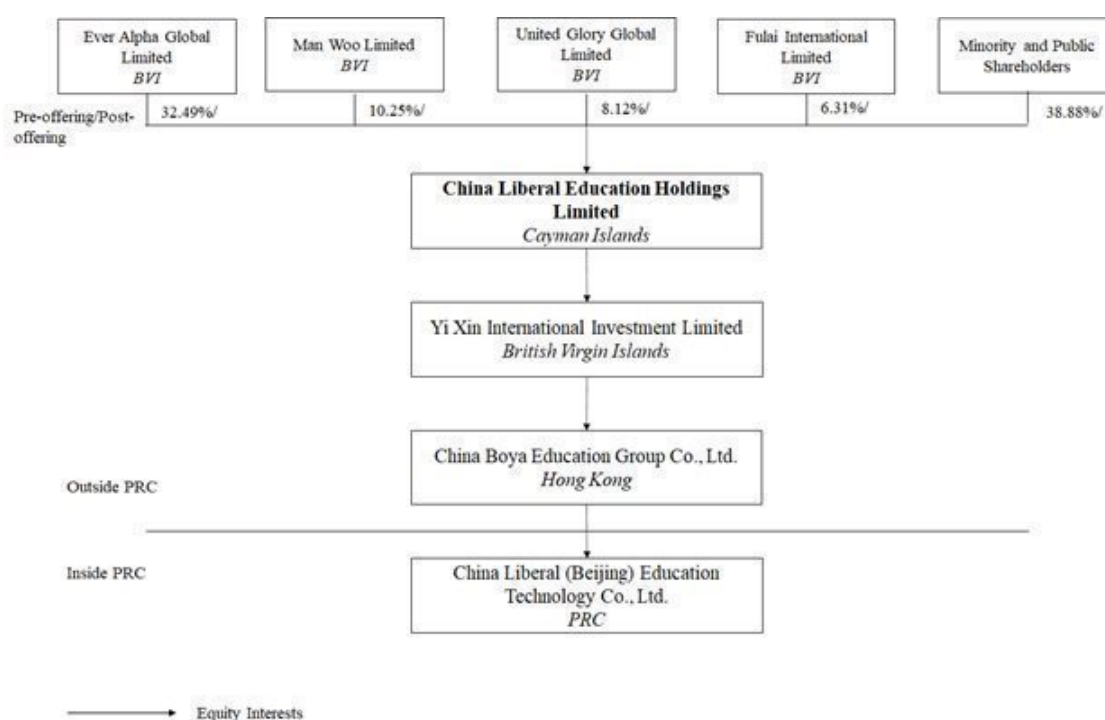 Ever Alpha Global
Limited
BVI
Man Woo Limited
BVI
United Glory Global
Limited
BVI
Fulai International
Limited
BVI
Minority and Public
Shareholders
Pre-offering/Post-
offering
32.49%/
10.25%/
8.12%/
6.31%/
38.88%/
China Liberal Education Holdings
Limited
Cayman Islands
Yi Xin International Investment Limited
British Virgin Islands
China Boya Education Group Co., Ltd.
Hong Kong
Outside PRC
Inside PRC
China Liberal (Beijing) Education
Technology Co., Ltd.
PRC
Equity Interests